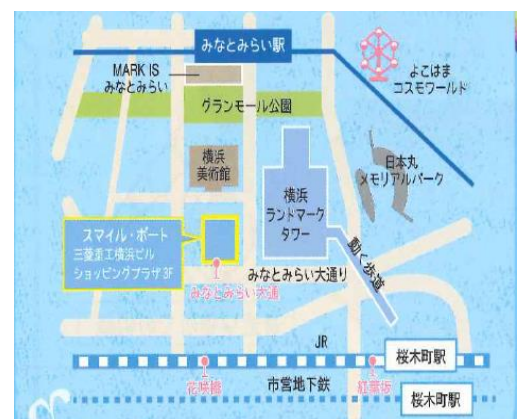 みなとみらい駅
MARK IS
みなとみらい
よこはま
コスモワールド
グランモール公園
横浜
美術館
日本丸
メモリアルパーク
横浜
ランドマーク
タワー
スマイル・ポート
三菱重工横浜ビル
ショッピングプラザ3F
動く歩道
みなとみらい大通り
みなとみらい大通
JR
桜木町駅
花咲橋
市営地下鉄
紅葉坂
桜木町駅